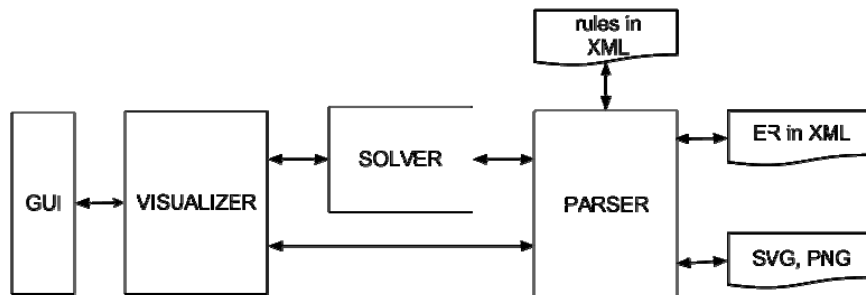 rules in
XML
ER in XML
SOLVER
GUI
VISUALIZER
PARSER
SVG, PNG